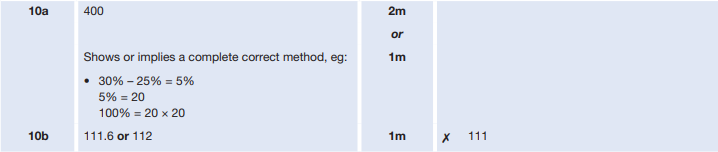 10a 400 2m
or
Shows or implies a complete correct method, eg: 1m
• 30% – 25% = 5%
5% = 20
100% = 20 × 20
10b 111.6 or 112 1m ✗ 111